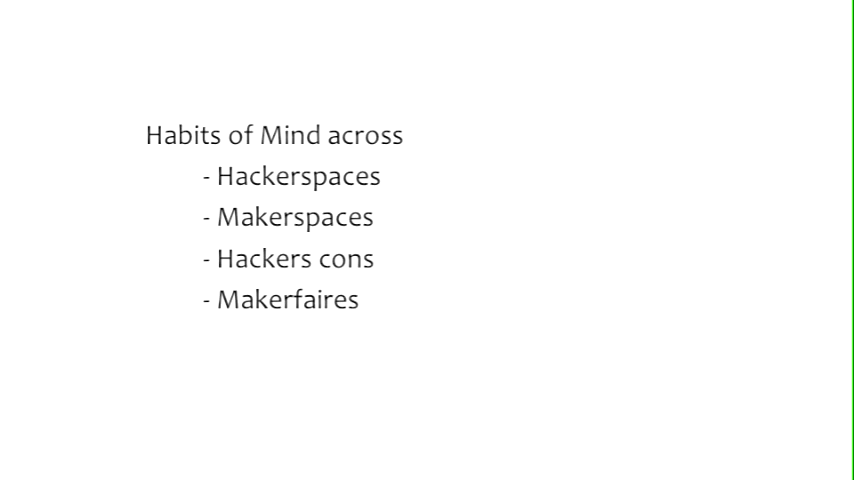 Habits of Mind across
- Hackerspaces
- Makerspaces
- Hackers cons
- Makerfaires